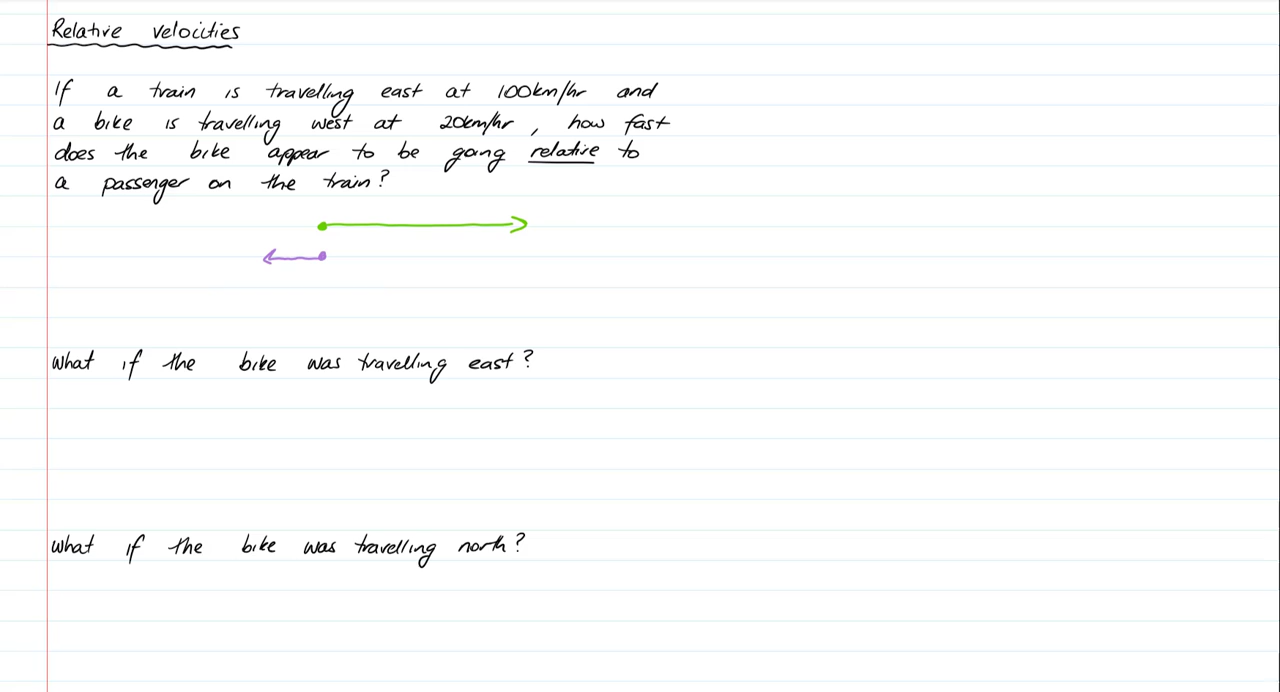 Relative velocities
If a train is travelling east at 100km/hr and
a bike is travelling west at 20km/hr, how fast
does the bike appear to be going relative to
a passenger on the train?
what if the bike was travelling east?
what if the bike was travelling north?